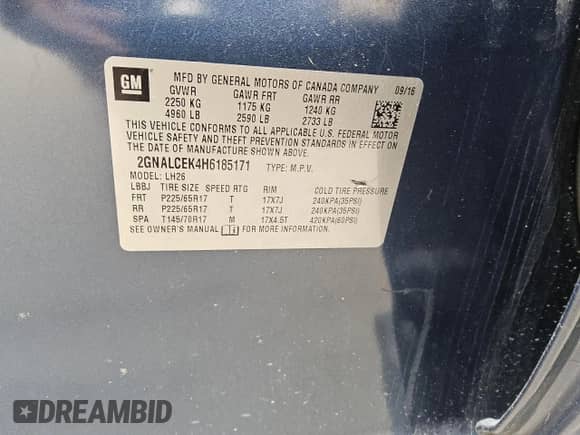 GM
MFD BY GENERAL MOTORS OF CANADA COMPANY 09/16
GVWR GAWR FRT GAWR RR
2250 KG 1175 KG 1240 KG
4960 LB 2590 LB 2733 LB
THIS VEHICLE CONFORMS TO ALL APPLICABLE U.S. FEDERAL MOTOR
VEHICLE SAFETY AND THEFT PREVENTION STANDARDS IN EFFECT ON
THE DATE OF MANUFACTURE SHOWN ABOVE.
2GNALCEK4H6185171 TYPE: M.P.V.
MODEL: LH26
LBBJ TIRE SIZE SPEED RTG RIM COLD TIRE PRESSURE
FRT P225/65R17 T 17X7J 240KPA(35PSI)
RR P225/65R17 T 17X7J 240KPA(35PSI)
SPA T145/70R17 M 17X4.5T 420KPA(60PSI)
SEE OWNER'S MANUAL FOR MORE INFORMATION.
DREAMBID